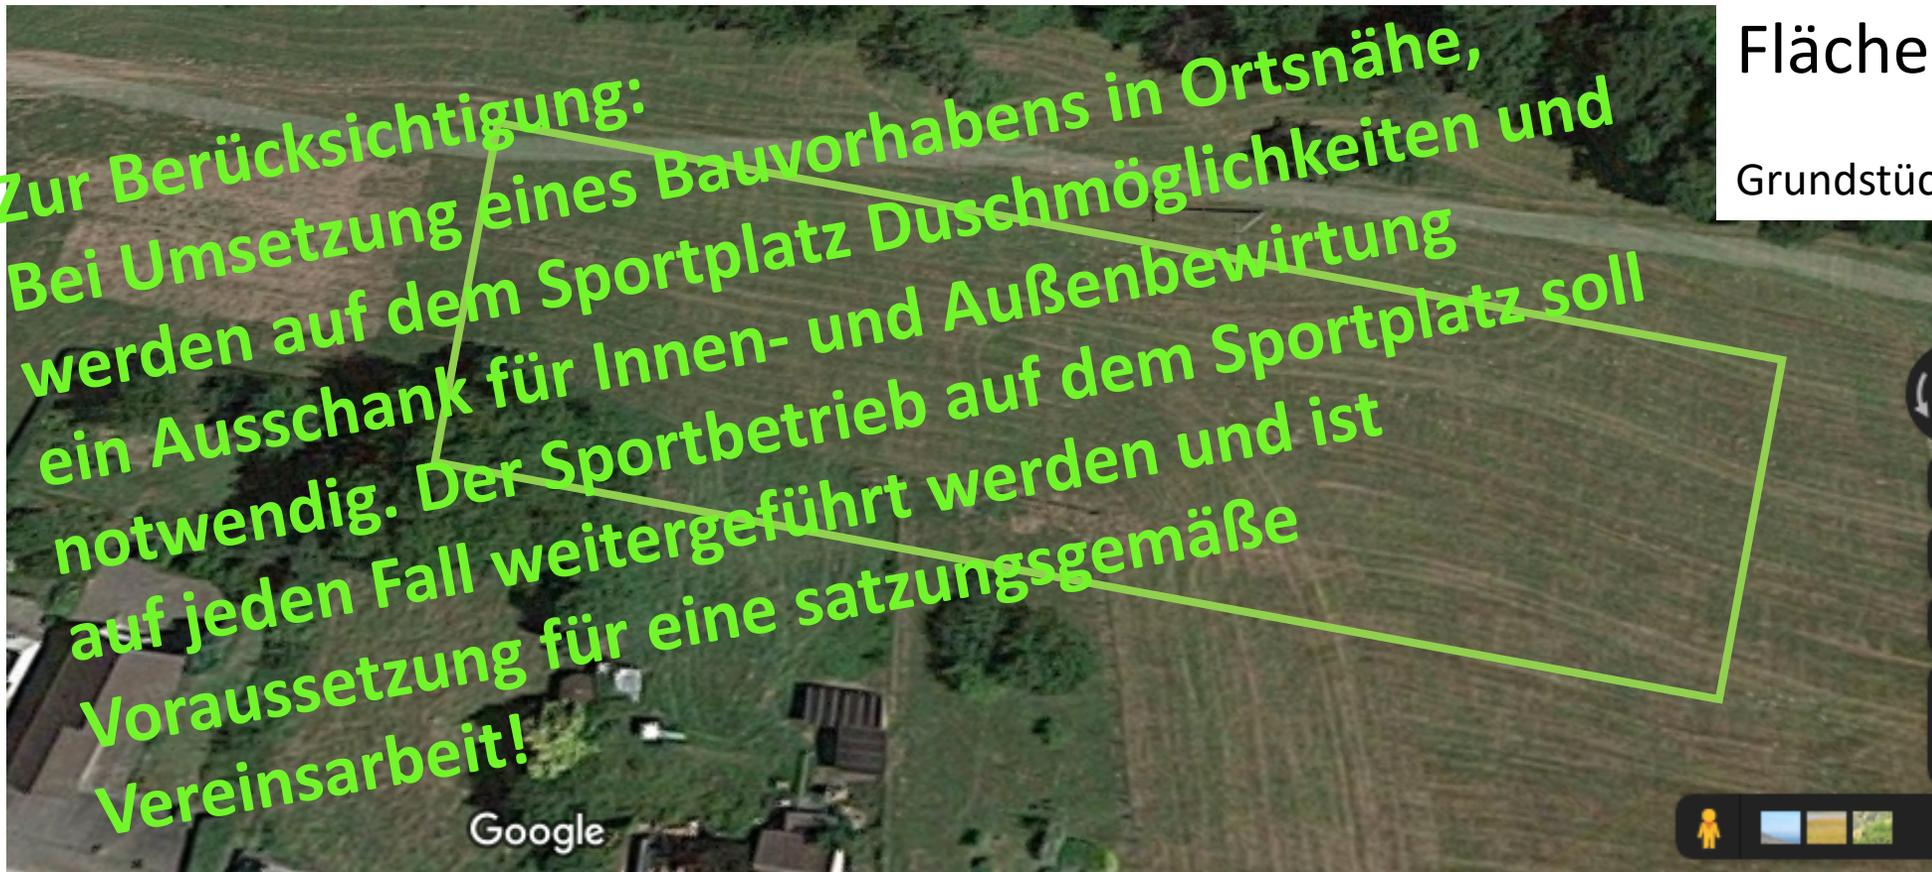 Fläche
Grundstüc
Zur Berücksichtigung:
Bei Umsetzung eines Bauvorhabens in Ortsnähe,
werden auf dem Sportplatz Duschmöglichkeiten und
ein Ausschank für Innen- und Außenbewirtung
notwendig. Der Sportbetrieb auf dem Sportplatz soll
auf jeden Fall weitergeführt werden und ist
Voraussetzung für eine satzungsgemäße
Vereinsarbeit!
Google